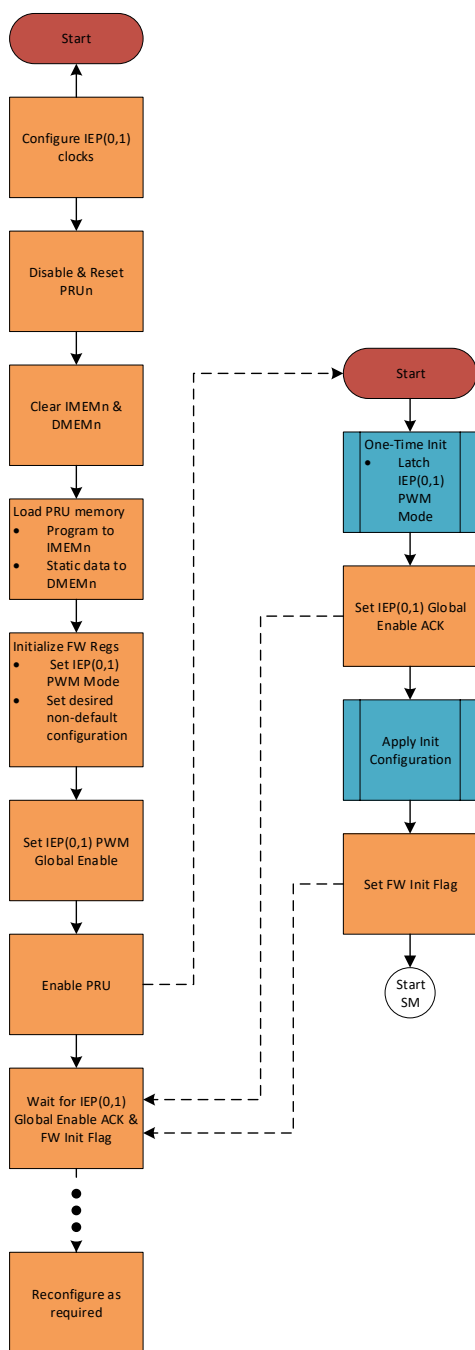 Start
Configure IEP(0,1)
clocks
Disable & Reset
PRUn
Clear IMEMn &
DMEMn
Load PRU memory
• Program to
IMEMn
• Static data to
DMEMn
Initialize FW Regs
• Set IEP(0,1)
PWM Mode
• Set desired
non-default
configuration
Set IEP(0,1) PWM
Global Enable
Enable PRU
Wait for IEP(0,1)
Global Enable ACK &
FW Init Flag
Reconfigure as
required
Start
One-Time Init
• Latch
IEP(0,1)
PWM
Mode
Set IEP(0,1) Global
Enable ACK
Apply Init
Configuration
Set FW Init Flag
Start
SM